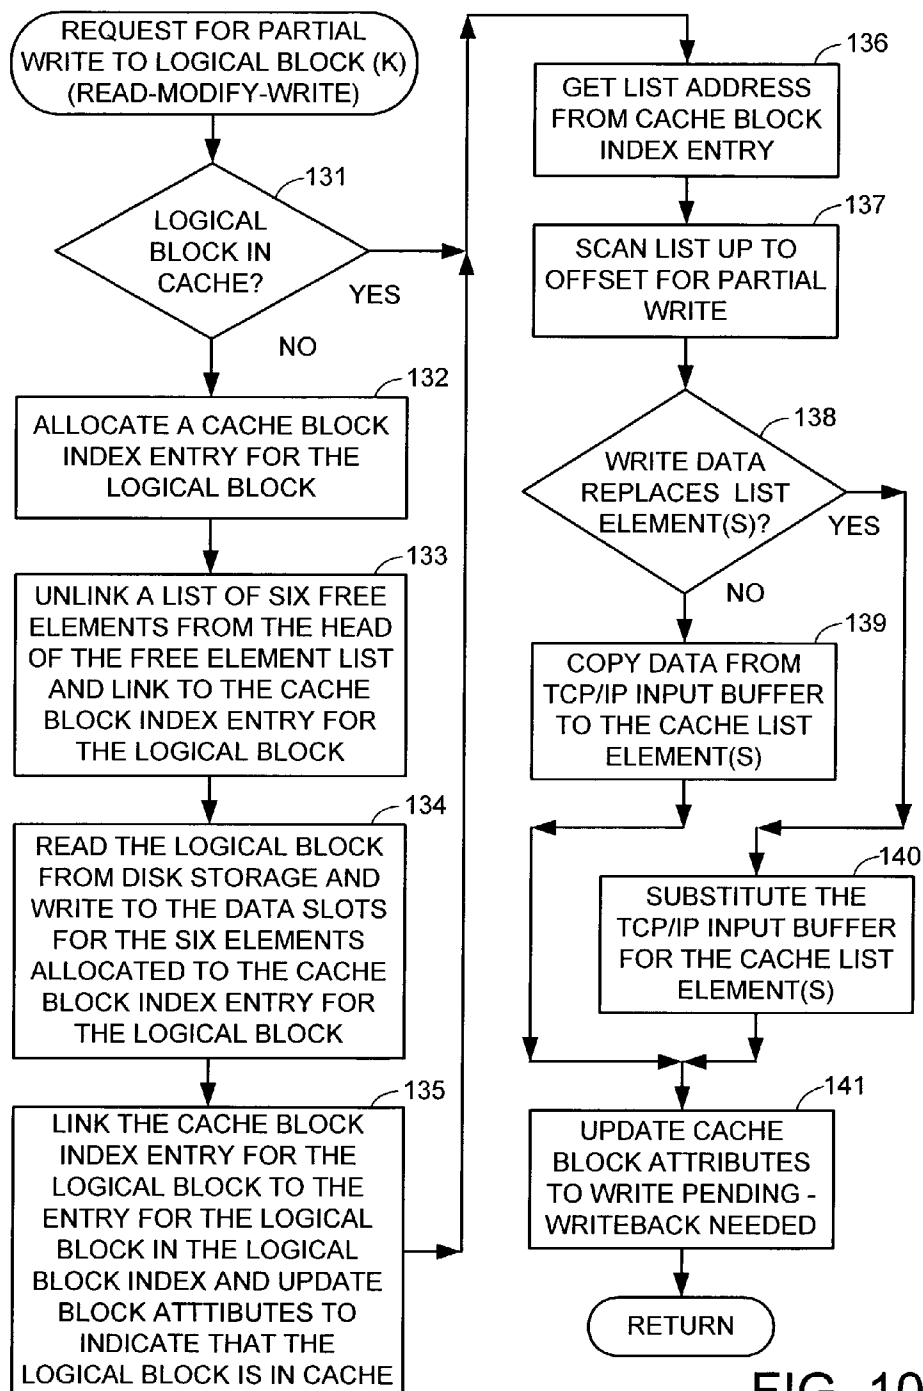 REQUEST FOR PARTIAL
WRITE TO LOGICAL BLOCK (K)
(READ-MODIFY-WRITE)
131
LOGICAL
BLOCK IN
CACHE?
YES
NO
132
ALLOCATE A CACHE BLOCK
INDEX ENTRY FOR THE
LOGICAL BLOCK
133
UNLINK A LIST OF SIX FREE
ELEMENTS FROM THE HEAD
OF THE FREE ELEMENT LIST
AND LINK TO THE CACHE
BLOCK INDEX ENTRY FOR
THE LOGICAL BLOCK
134
READ THE LOGICAL BLOCK
FROM DISK STORAGE AND
WRITE TO THE DATA SLOTS
FOR THE SIX ELEMENTS
ALLOCATED TO THE CACHE
BLOCK INDEX ENTRY FOR
THE LOGICAL BLOCK
135
LINK THE CACHE BLOCK
INDEX ENTRY FOR THE
LOGICAL BLOCK TO THE
ENTRY FOR THE LOGICAL
BLOCK IN THE LOGICAL
BLOCK INDEX AND UPDATE
BLOCK ATTTIBUTES TO
INDICATE THAT THE
LOGICAL BLOCK IS IN CACHE
136
GET LIST ADDRESS
FROM CACHE BLOCK
INDEX ENTRY
137
SCAN LIST UP TO
OFFSET FOR PARTIAL
WRITE
138
WRITE DATA
REPLACES LIST
ELEMENT(S)?
YES
NO
139
COPY DATA FROM
TCP/IP INPUT BUFFER
TO THE CACHE LIST
ELEMENT(S)
140
SUBSTITUTE THE
TCP/IP INPUT BUFFER
FOR THE CACHE LIST
ELEMENT(S)
141
UPDATE CACHE
BLOCK ATTRIBUTES
TO WRITE PENDING -
WRITEBACK NEEDED
RETURN
FIG. 10